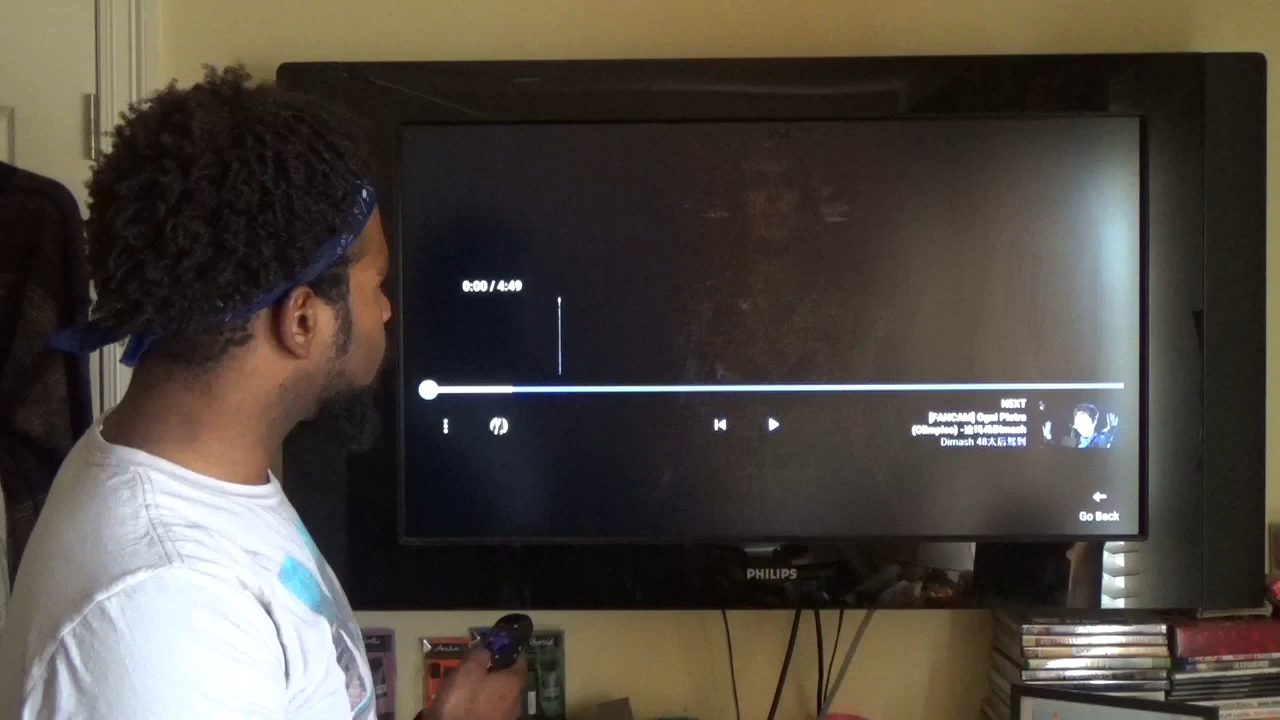 0:00 / 4:49
NEXT
[FANCAM] Ogni Pietra
(Olimpico) -迪玛希Dimash
Dimash 48太后驾到
Go Back
PHILIPS